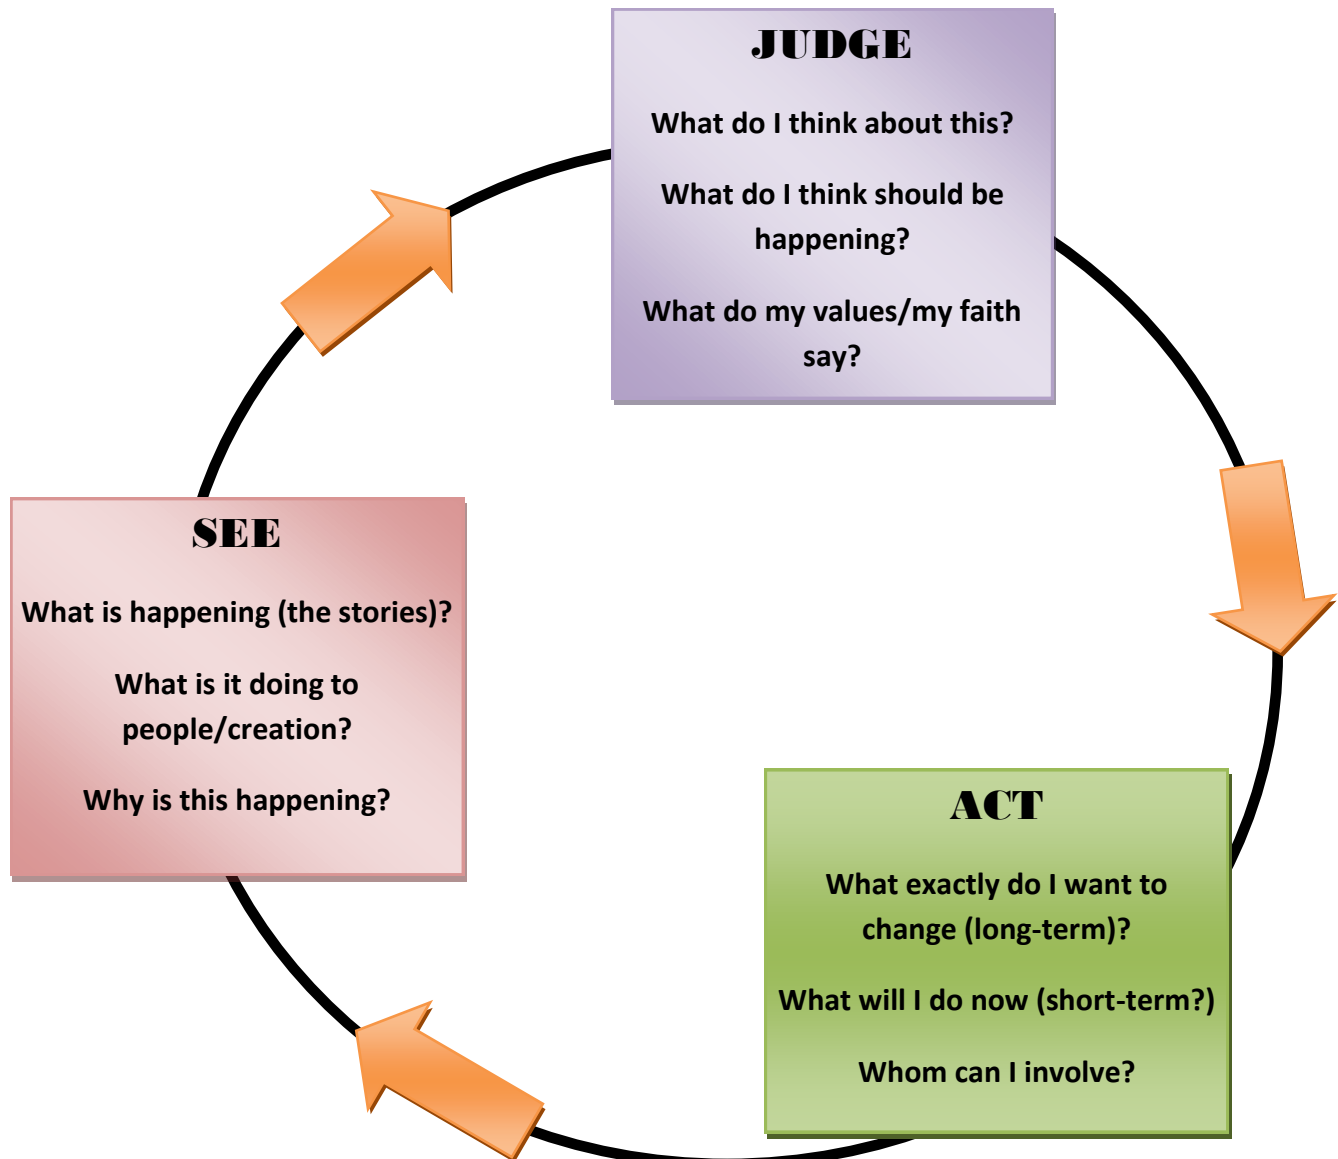 JUDGE
What do I think about this?
What do I think should be
happening?
What do my values/my faith
say?
SEE
What is happening (the stories)?
What is it doing to
people/creation?
Why is this happening?
ACT
What exactly do I want to
change (long-term)?
What will I do now (short-term?)
Whom can I involve?